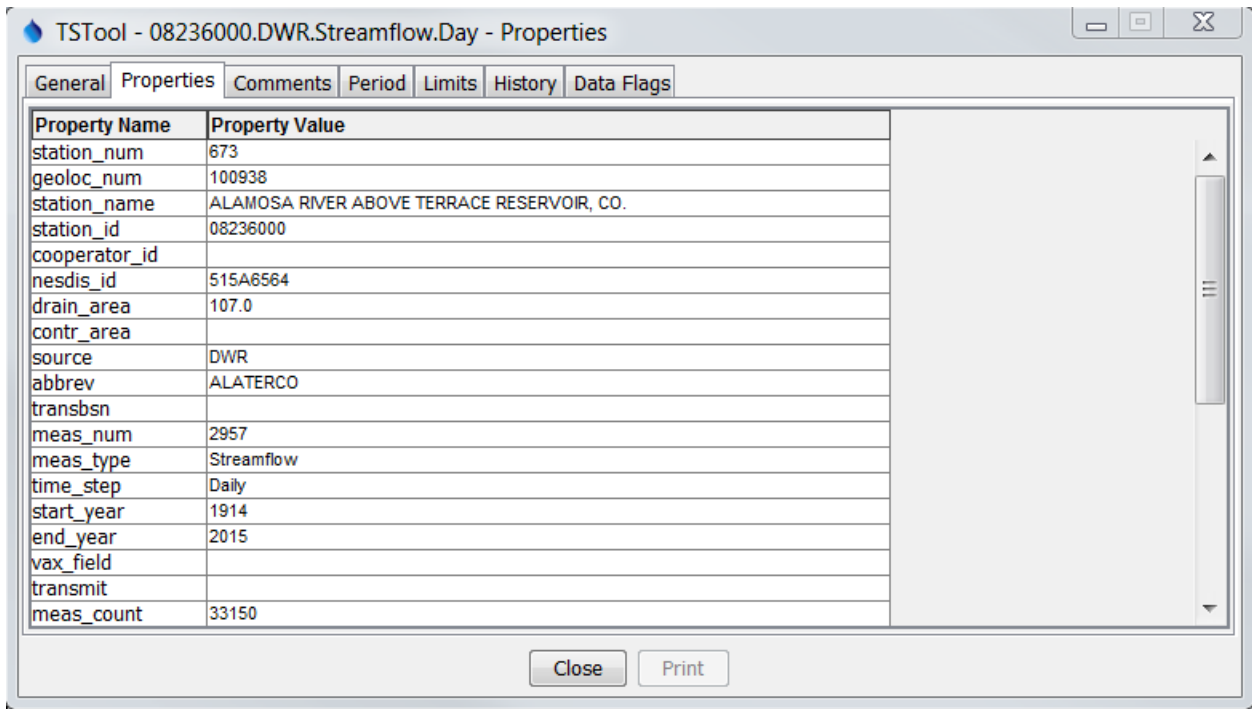 TSTool - 08236000.DWR.Streamflow.Day - Properties
General Properties Comments Period Limits History Data Flags
Property Name Property Value
station_num 673
geoloc_num 100938
station_name ALAMOSA RIVER ABOVE TERRACE RESERVOIR, CO.
station_id 08236000
cooperator_id
nesdis_id 515A6564
drain_area 107.0
contr_area
source DWR
abbrev ALATERCO
transbsn
meas_num 2957
meas_type Streamflow
time_step Daily
start_year 1914
end_year 2015
vax_field
transmit
meas_count 33150
Close Print